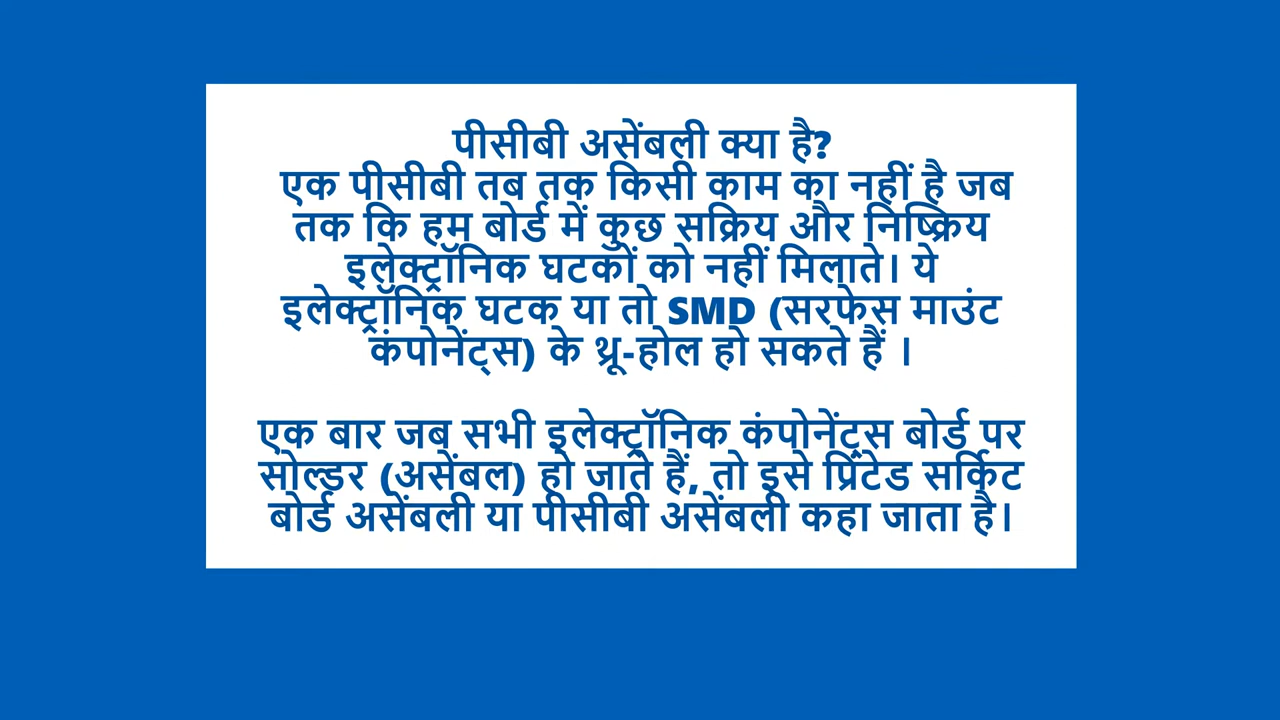 पीसीबी असेंबली क्या है?
एक पीसीबी तब तक किसी काम का नहीं है जब
तक कि हम बोर्ड में कुछ सक्रिय और निष्क्रिय
इलेक्ट्रॉनिक घटकों को नहीं मिलाते। ये
इलेक्ट्रॉनिक घटक या तो SMD (सरफेस माउंट
कंपोनेंट्स) के थ्रू-होल हो सकते हैं ।
एक बार जब सभी इलेक्ट्रॉनिक कंपोनेंट्स बोर्ड पर
सोल्डर (असेंबल) हो जाते हैं, तो इसे प्रिंटेड सर्किट
बोर्ड असेंबली या पीसीबी असेंबली कहा जाता है।